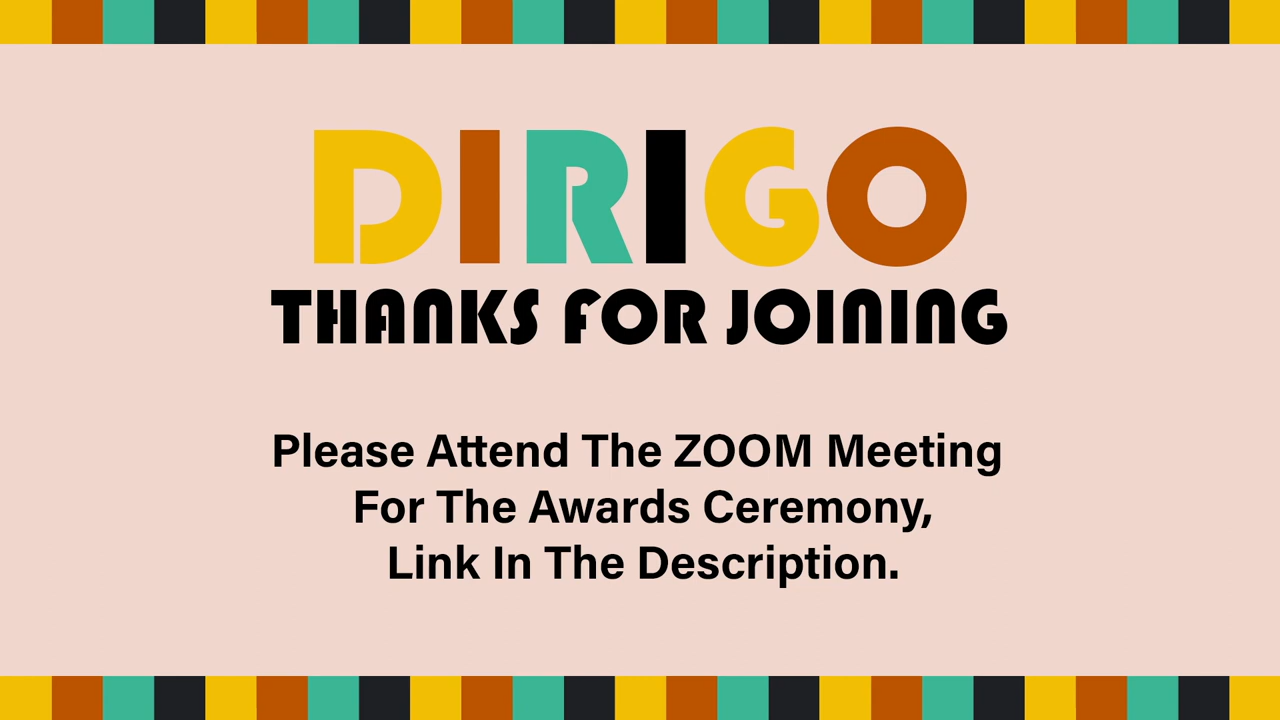 DIRIGO
THANKS FOR JOINING
Please Attend The ZOOM Meeting
For The Awards Ceremony,
Link In The Description.